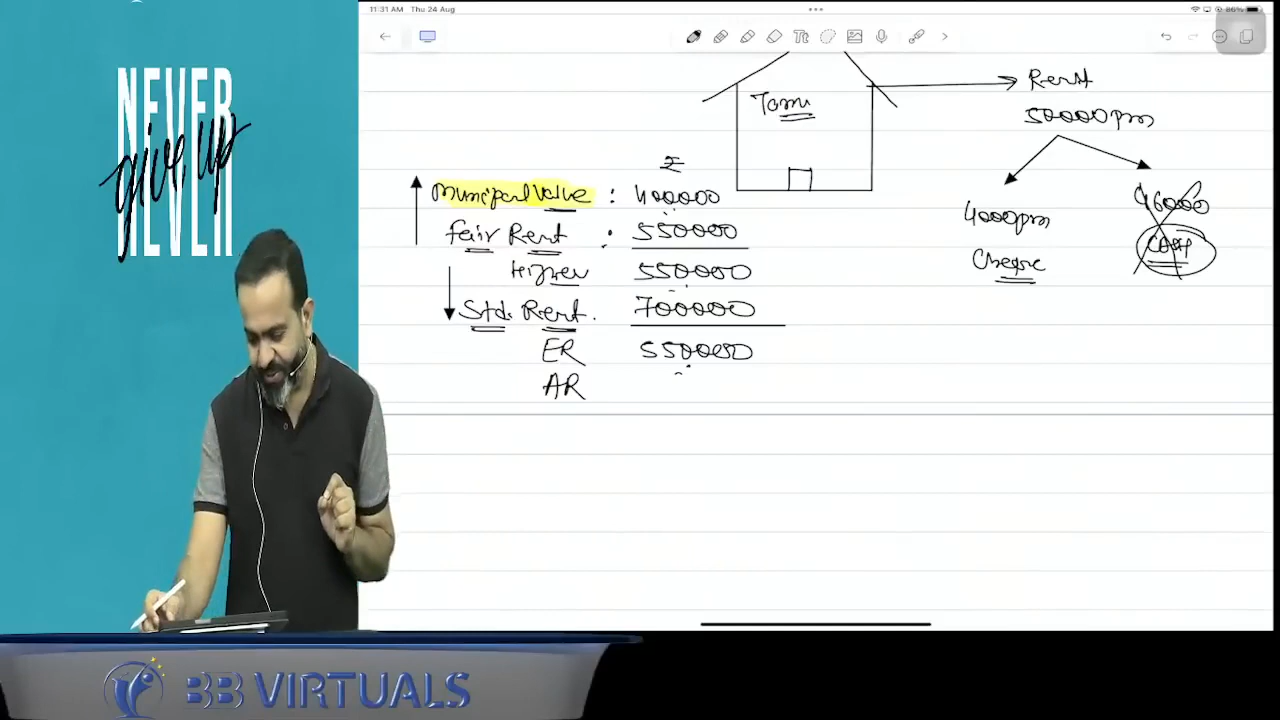 11:31 AM Thu 24 Aug
86%
NEVER
give up
NEVER
Tom
Rent
50000pm
4000pm
Cheque
46000
₹
Municipal Value : 400000
Fair Rent : 550000
Higher 550000
Std. Rent. 700000
ER 550000
AR
BB VIRTUALS